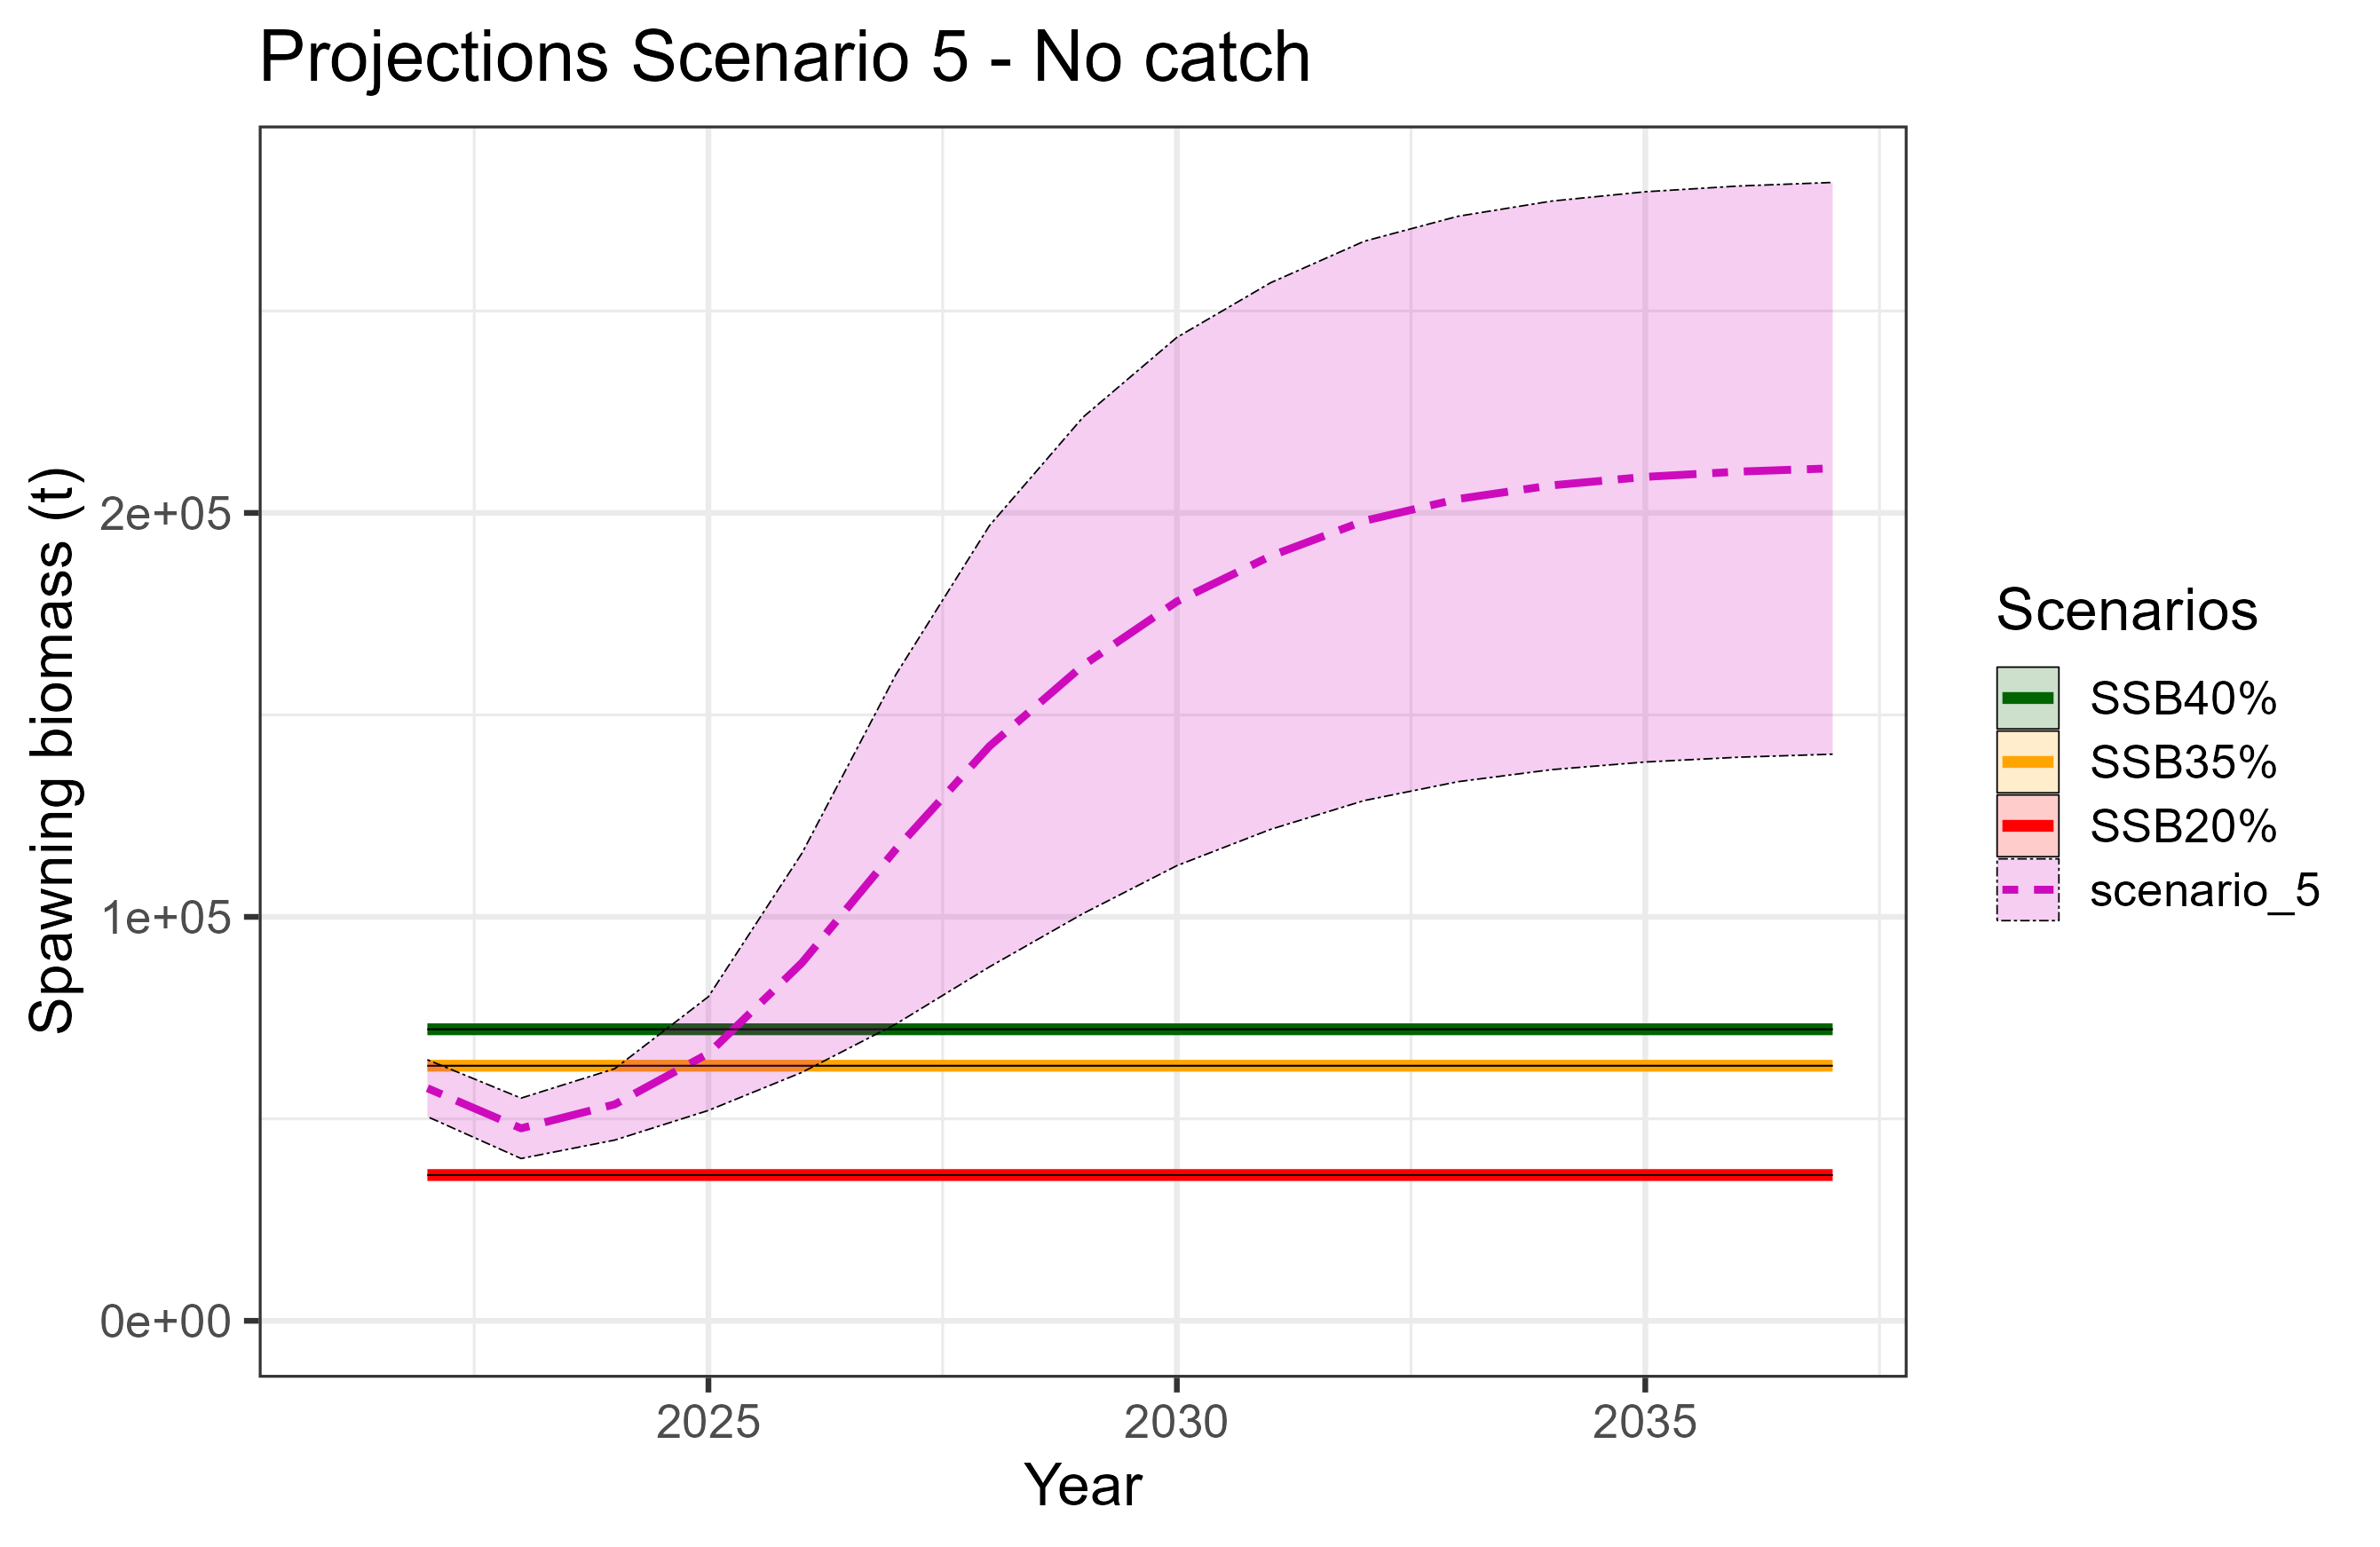 Projections Scenario 5 - No catch
Spawning biomass (t)
2e+05
1e+05
0e+00
2025
2030
2035
Year
Scenarios
SSB40%
SSB35%
SSB20%
scenario_5